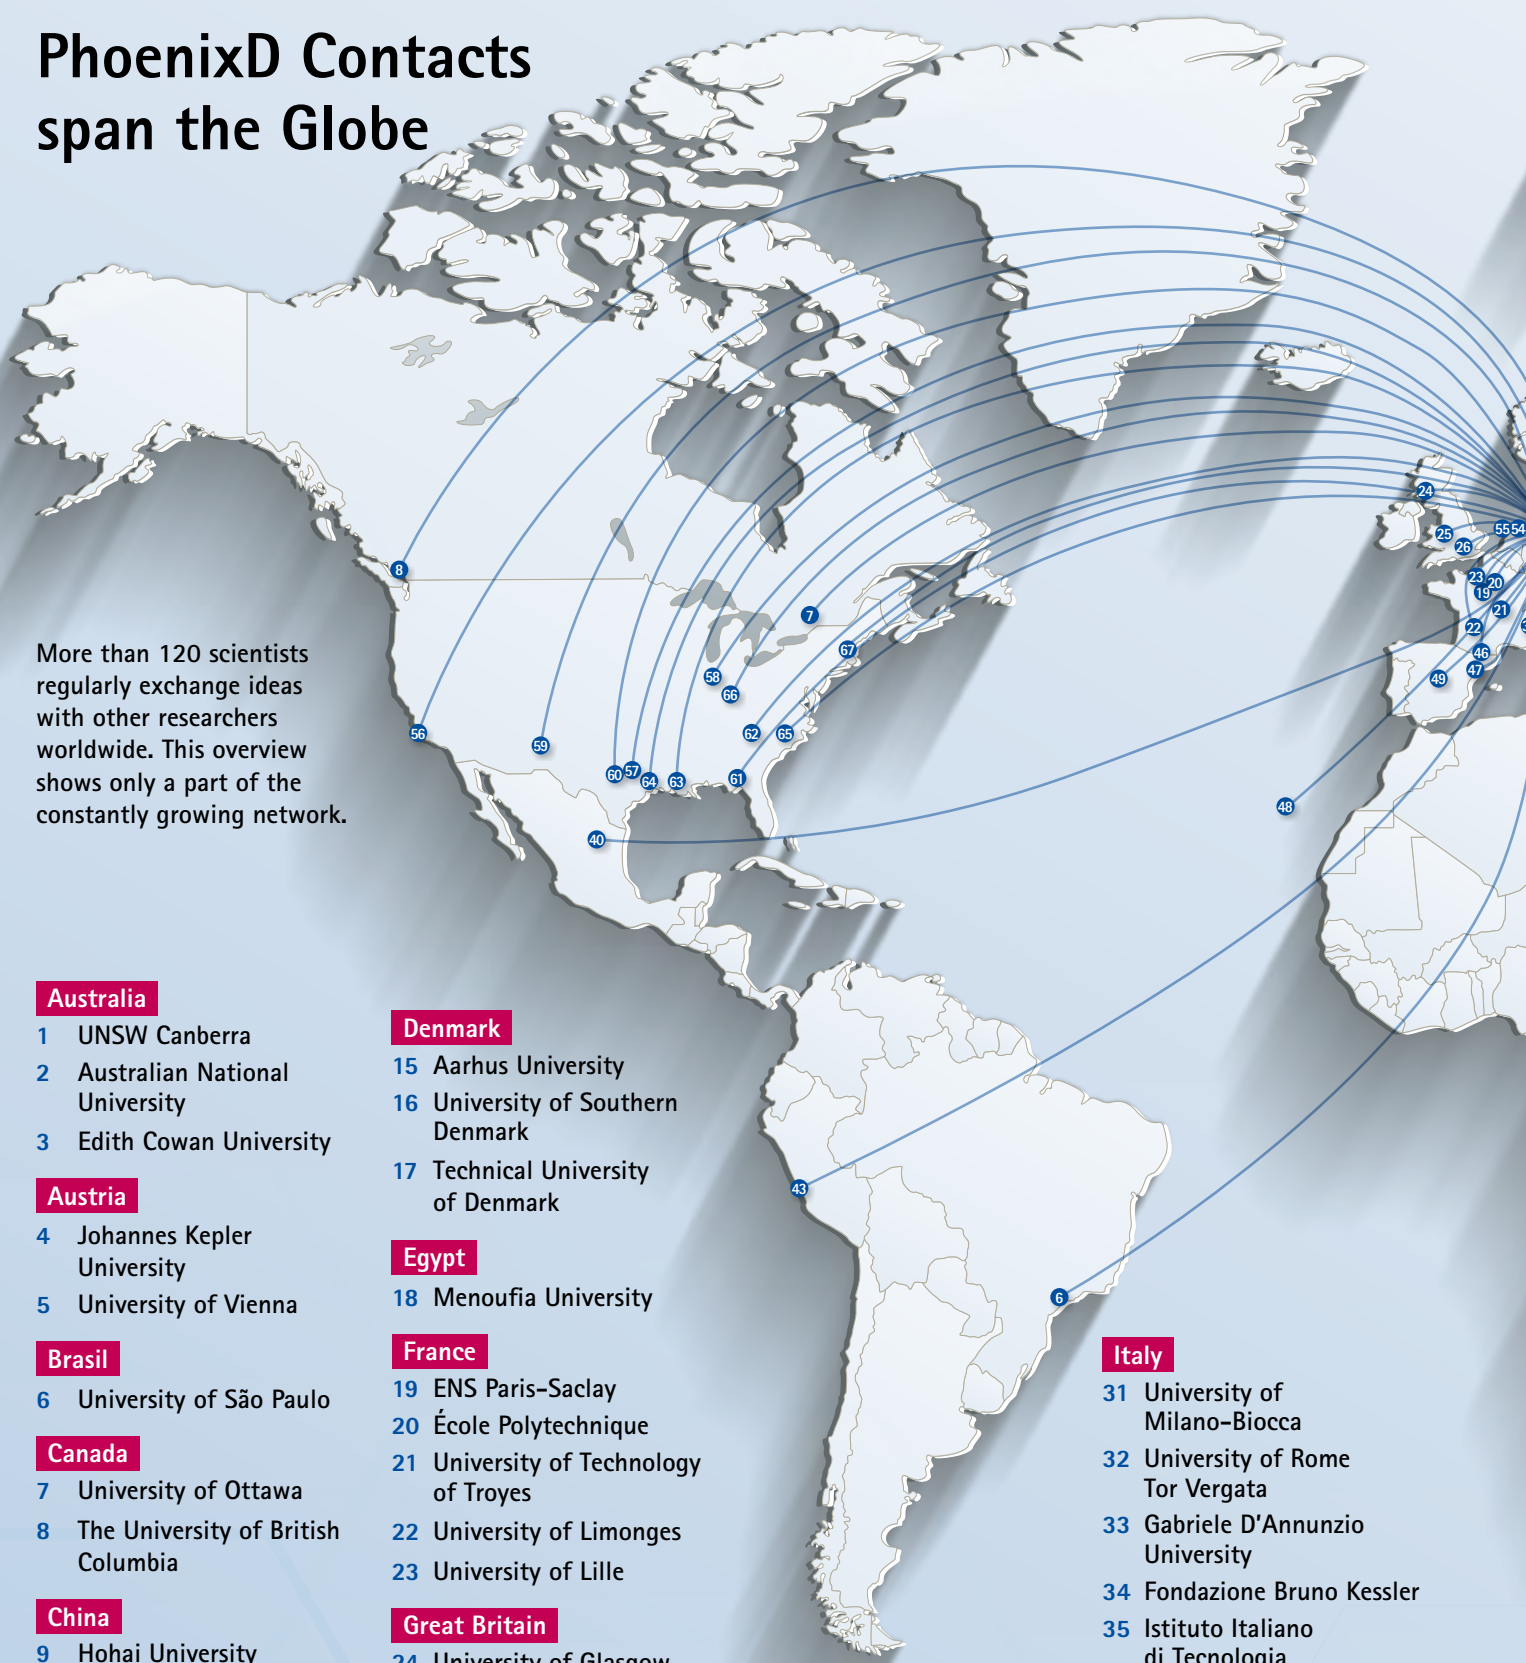 PhoenixD Contacts
span the Globe
More than 120 scientists
regularly exchange ideas
with other researchers
worldwide. This overview
shows only a part of the
constantly growing network.
8
7
67
58
66
56
59
62
65
60
57
64
63
61
40
48
43
6
24
25
26
55
54
23
20
19
21
22
46
47
49
Australia
1 UNSW Canberra
2 Australian National
University
3 Edith Cowan University
Austria
4 Johannes Kepler
University
5 University of Vienna
Brasil
6 University of São Paulo
Canada
7 University of Ottawa
8 The University of British
Columbia
China
9 Hohai University
Denmark
15 Aarhus University
16 University of Southern
Denmark
17 Technical University
of Denmark
Egypt
18 Menoufia University
France
19 ENS Paris-Saclay
20 École Polytechnique
21 University of Technology
of Troyes
22 University of Limonges
23 University of Lille
Great Britain
24 University of Glasgow
Italy
31 University of
Milano-Biocca
32 University of Rome
Tor Vergata
33 Gabriele D'Annunzio
University
34 Fondazione Bruno Kessler
35 Istituto Italiano
di Tecnologia